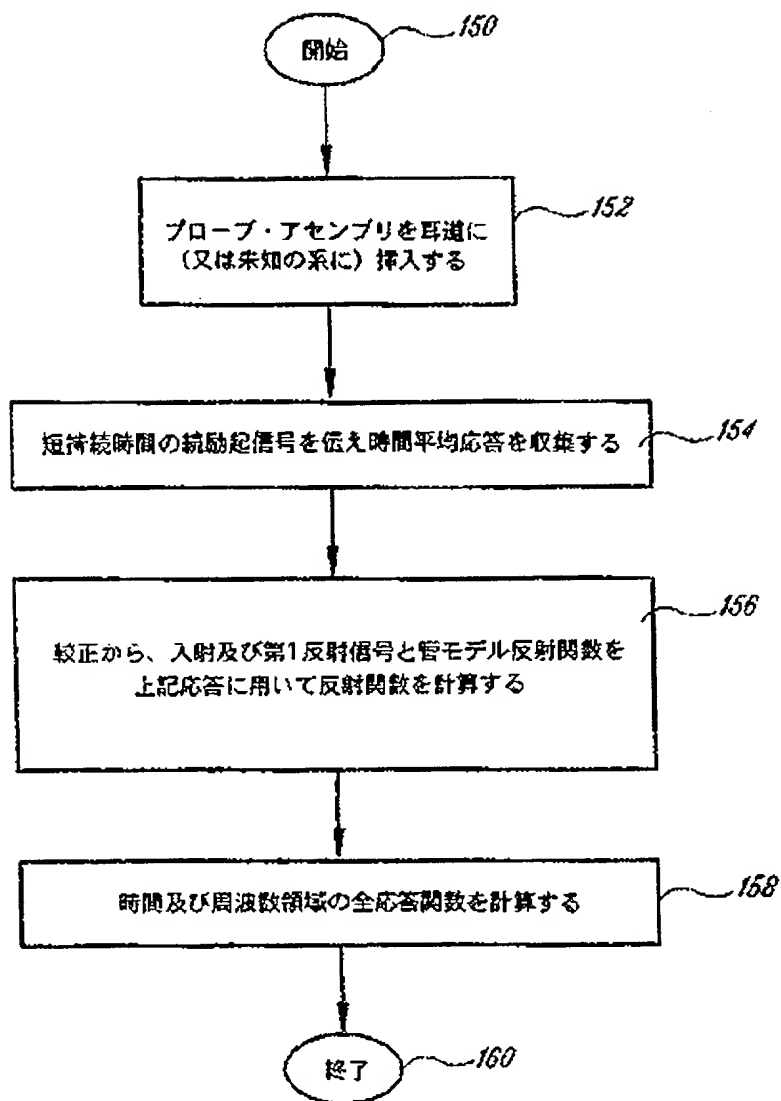 開始
150
プローブ・アセンブリを耳道に
(又は未知の系に) 挿入する
152
短持続時間の続励起信号を伝え時間平均応答を収集する
154
較正から、入射及び第1反射信号と管モデル反射関数を
上記応答に用いて反射関数を計算する
156
時間及び周波数領域の全応答関数を計算する
158
終了
160